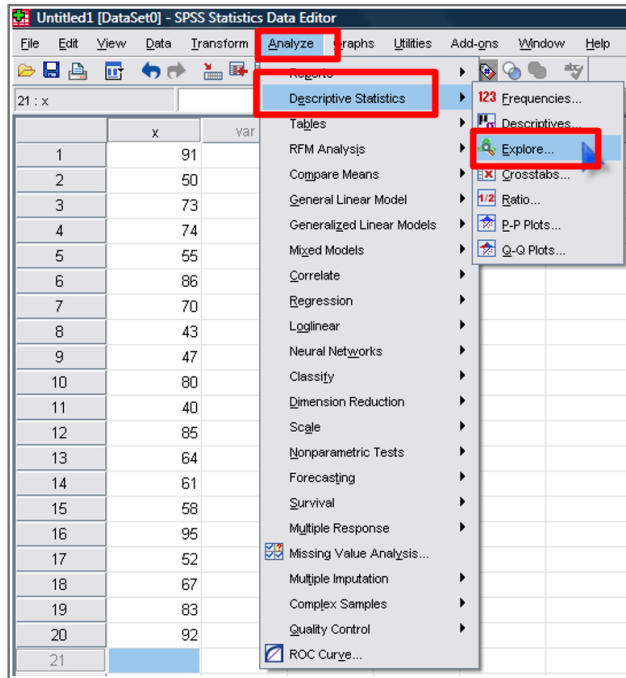 Untitled1 [DataSet0] - SPSS Statistics Data Editor
File Edit View Data Transform Analyze Graphs Utilities Add-ons Window Help
Reports
21 : x
Descriptive Statistics
123 Frequencies...
x var
Tables
Descriptives...
1 91
RFM Analysis
Explore...
2 50
Compare Means
Crosstabs...
3 73
General Linear Model
1/2 Ratio...
4 74
Generalized Linear Models
P-P Plots...
5 55
Mixed Models
Q-Q Plots...
6 86
Correlate
7 70
Regression
8 43
Loglinear
9 47
Neural Networks
10 80
Classify
11 40
Dimension Reduction
12 85
Scale
13 64
Nonparametric Tests
14 61
Forecasting
15 58
Survival
16 95
Multiple Response
17 52
Missing Value Analysis...
18 67
Multiple Imputation
19 83
Complex Samples
20 92
Quality Control
21
ROC Curve...